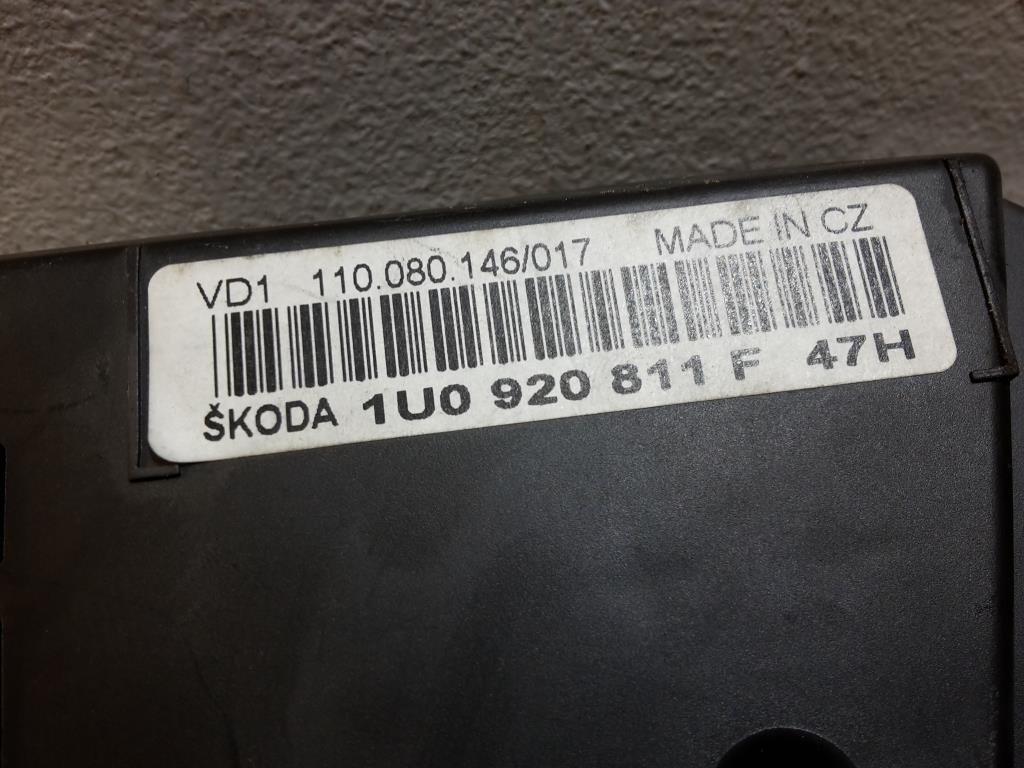 VD1 110.080.146/017 MADE IN CZ
ŠKODA 1U0 920 811 F 47H